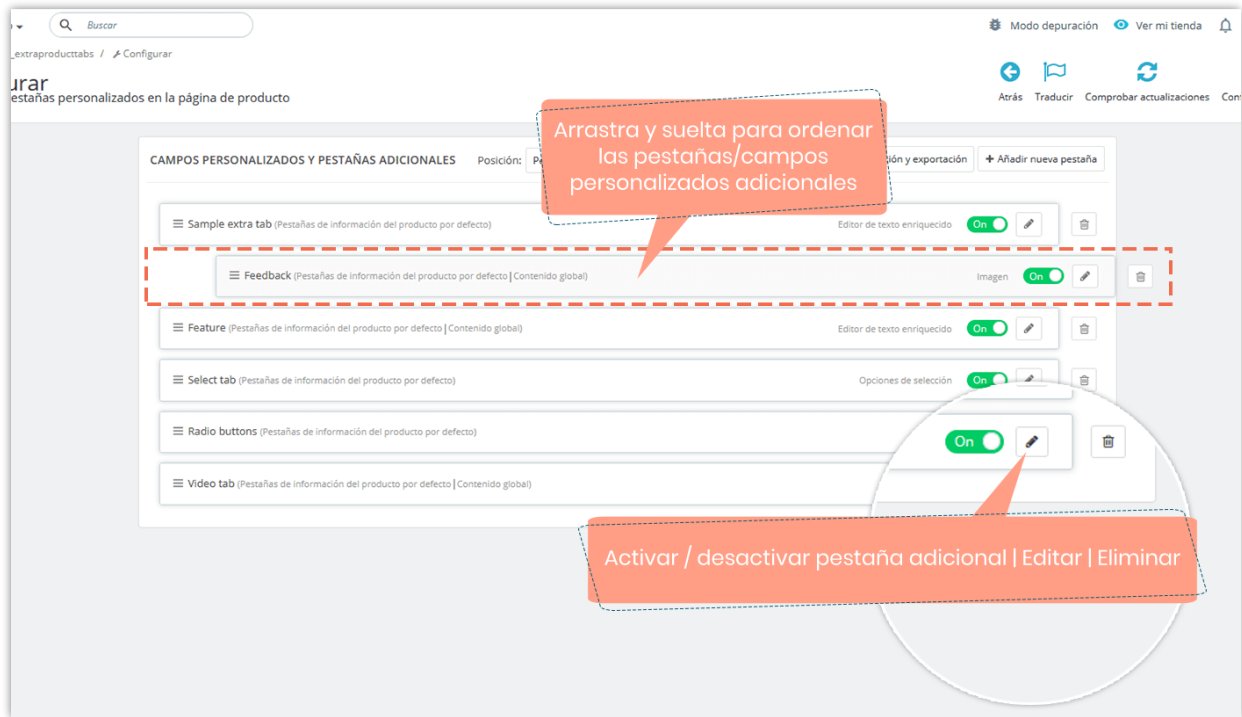 Buscar
Modo depuración
Ver mi tienda
_extraproducttabs / Configurar
urar
estañas personalizados en la página de producto
Atrás
Traducir
Comprobar actualizaciones
CAMPOS PERSONALIZADOS Y PESTAÑAS ADICIONALES
Posición:
y exportación
+ Añadir nueva pestaña
Arrastra y suelta para ordenar
las pestañas/campos
personalizados adicionales
Sample extra tab (Pestañas de información del producto por defecto)
Editor de texto enriquecido
On
Feedback (Pestañas de información del producto por defecto|Contenido global)
Imagen
On
Feature (Pestañas de información del producto por defecto|Contenido global)
Editor de texto enriquecido
On
Select tab (Pestañas de información del producto por defecto)
Opciones de selección
On
Radio buttons (Pestañas de información del producto por defecto)
On
Video tab (Pestañas de información del producto por defecto|Contenido global)
Activar / desactivar pestaña adicional | Editar | Eliminar